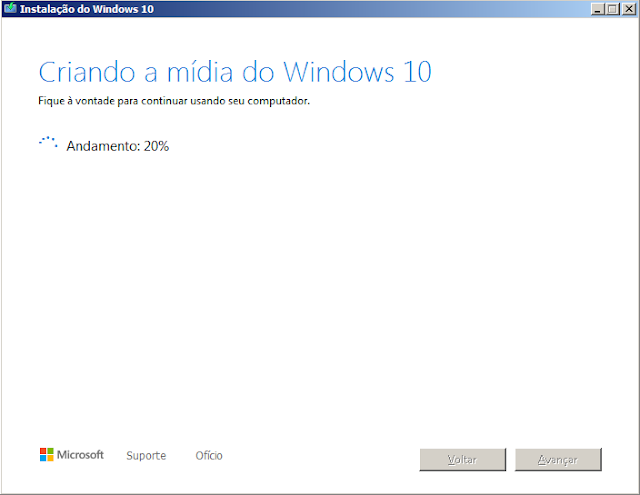 Instalação do Windows 10
Criando a mídia do Windows 10
Fique à vontade para continuar usando seu computador.
Andamento: 20%
Microsoft Suporte Ofício
Voltar Avançar